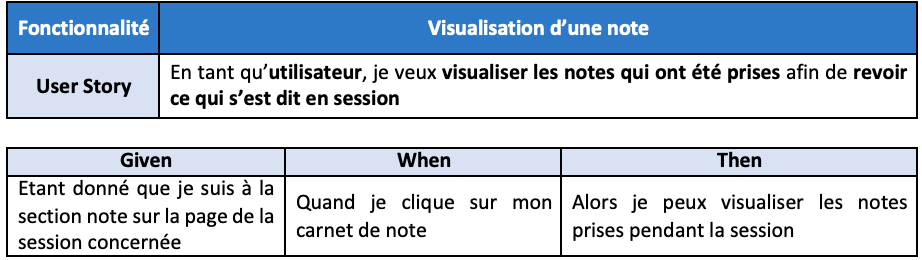 Fonctionnalité
Visualisation d’une note
User Story
En tant qu’utilisateur, je veux visualiser les notes qui ont été prises afin de revoir
ce qui s’est dit en session
Given
When
Then
Etant donné que je suis à la
section note sur la page de la
session concernée
Quand je clique sur mon
carnet de note
Alors je peux visualiser les notes
prises pendant la session